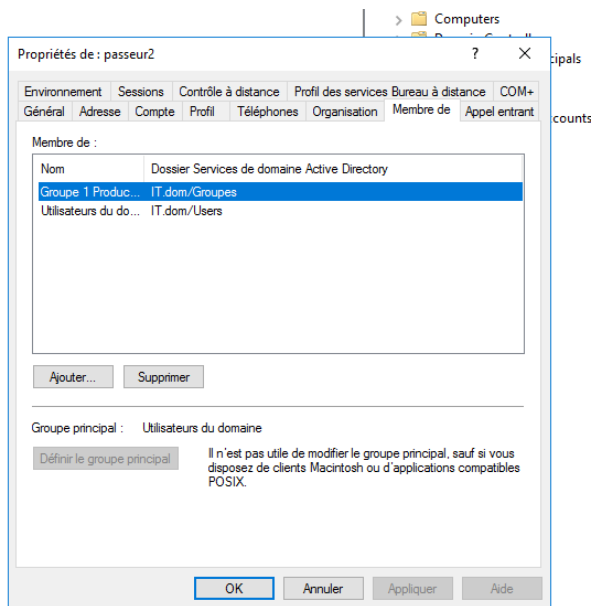 Computers
Propriétés de : passeur2
?
cipals
Environnement Sessions Contrôle à distance Profil des services Bureau à distance COM+
Général Adresse Compte Profil Téléphones Organisation Membre de Appel entrant
counts
Membre de :
Nom Dossier Services de domaine Active Directory
Groupe 1 Produc... IT.dom/Groupes
Utilisateurs du do... IT.dom/Users
Ajouter... Supprimer
Groupe principal : Utilisateurs du domaine
Définir le groupe principal
Il n'est pas utile de modifier le groupe principal, sauf si vous
disposez de clients Macintosh ou d'applications compatibles
POSIX.
OK Annuler Appliquer Aide